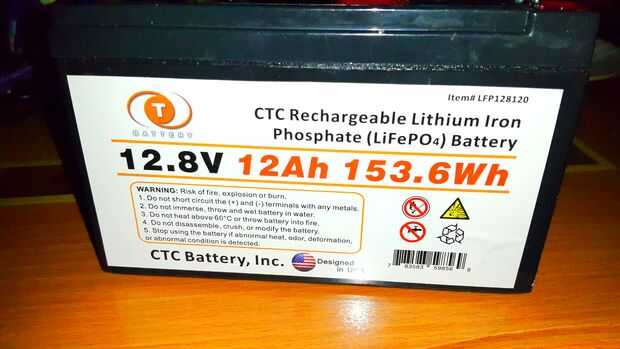 Item# LFP128120
T
BATTERY
CTC Rechargeable Lithium Iron
Phosphate (LiFePO4) Battery
12.8V 12Ah 153.6Wh
WARNING: Risk of fire, explosion or burn,
1. Do not short circuit the (+) and (-) terminals with any metals.
2. Do not immerse, throw and wet battery in water.
3. Do not heat above 60°C or throw battery into fire.
4. Do not disassemble, crush, or modify the battery.
5. Stop using the battery if abnormal heat, odor, deformation,
or abnormal condition is detected.
CTC Battery, Inc.
Designed
in